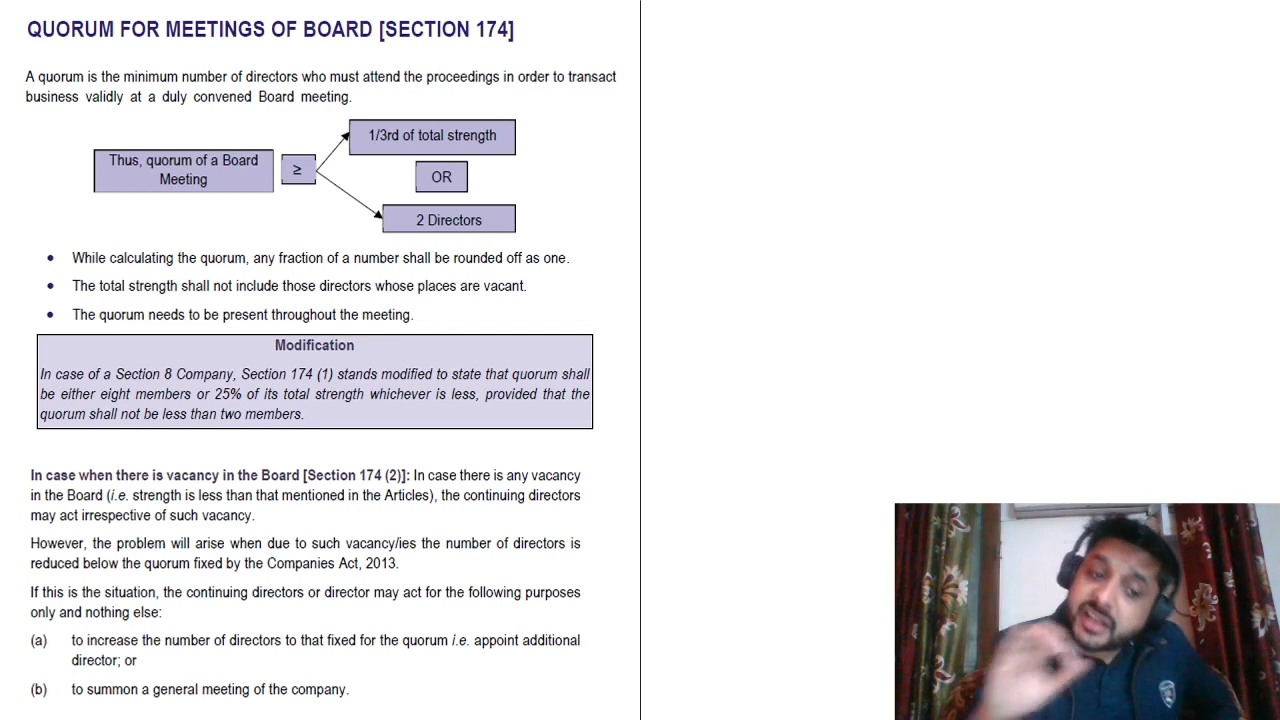 QUORUM FOR MEETINGS OF BOARD [SECTION 174]
A quorum is the minimum number of directors who must attend the proceedings in order to transact
business validly at a duly convened Board meeting.
1/3rd of total strength
Thus, quorum of a Board
Meeting
≥
OR
2 Directors
• While calculating the quorum, any fraction of a number shall be rounded off as one.
• The total strength shall not include those directors whose places are vacant.
• The quorum needs to be present throughout the meeting.
Modification
In case of a Section 8 Company, Section 174 (1) stands modified to state that quorum shall
be either eight members or 25% of its total strength whichever is less, provided that the
quorum shall not be less than two members.
In case when there is vacancy in the Board [Section 174 (2)]: In case there is any vacancy
in the Board (i.e. strength is less than that mentioned in the Articles), the continuing directors
may act irrespective of such vacancy.
However, the problem will arise when due to such vacancy/ies the number of directors is
reduced below the quorum fixed by the Companies Act, 2013.
If this is the situation, the continuing directors or director may act for the following purposes
only and nothing else:
(a) to increase the number of directors to that fixed for the quorum i.e. appoint additional
director; or
(b) to summon a general meeting of the company.